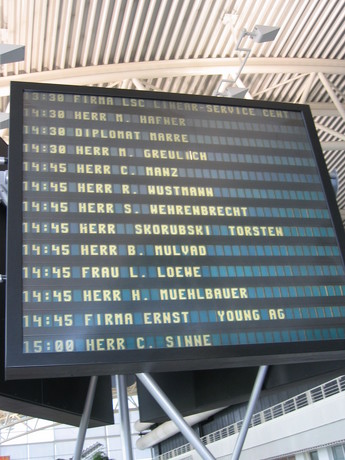 13:30 FIRMA LSC LINEAR-SERVICE CENT
14:30 HERR M. HAFNER
14:30 DIPLOMAT MARRE
14:30 HERR M. GREULICH
14:45 HERR C. MANZ
14:45 HERR R. WUSTMANN
14:45 HERR S. WEHRENBRECHT
14:45 HERR SKORUBSKI TORSTEN
14:45 HERR B. MULVAD
14:45 FRAU L. LOEWE
14:45 HERR H. MUEHLBAUER
14:45 FIRMA ERNST YOUNG AG
15:00 HERR C. SINNE